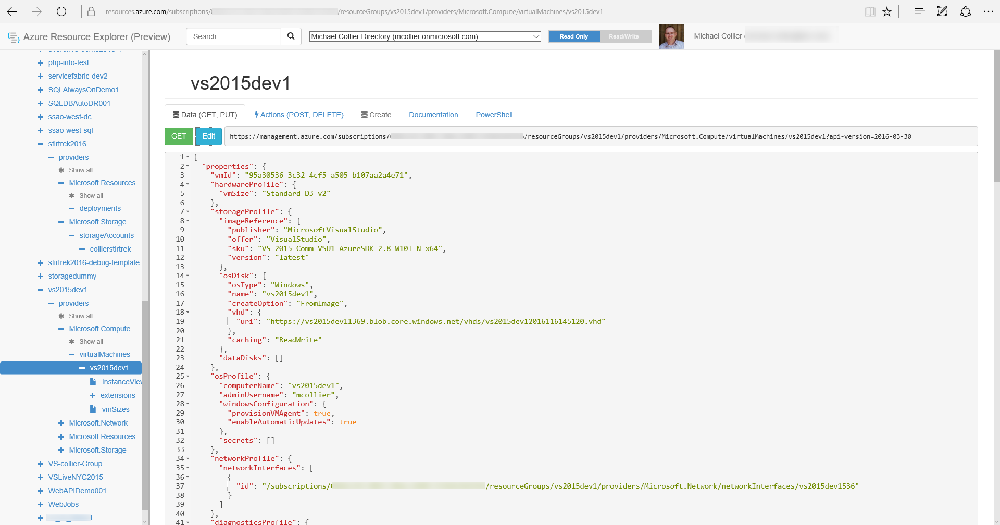 resources.azure.com/subscriptions/ /resourceGroups/vs2015dev1/providers/Microsoft.Compute/virtualMachines/vs2015dev1
Azure Resource Explorer (Preview)
Search
Michael Collier Directory (mcollier.onmicrosoft.com)
Read Only
Read/Write
Michael Collier
php-info-test
servicefabric-dev2
SQLAlwaysOnDemo1
SQLDBAutoDR001
ssao-west-dc
ssao-west-sql
stirtrek2016
providers
Show all
Microsoft.Resources
Show all
deployments
Microsoft.Storage
storageAccounts
collierstirtrek
stirtrek2016-debug-template
storagedummy
vs2015dev1
providers
Show all
Microsoft.Compute
Show all
virtualMachines
vs2015dev1
InstanceView
extensions
vmSizes
Microsoft.Network
Microsoft.Resources
Microsoft.Storage
VS-collier-Group
VSLiveNYC2015
WebAPIDemo001
WebJobs
vs2015dev1
Data (GET, PUT)
Actions (POST, DELETE)
Create
Documentation
PowerShell
GET
Edit
https://management.azure.com/subscriptions/ /resourceGroups/vs2015dev1/providers/Microsoft.Compute/virtualMachines/vs2015dev1?api-version=2016-03-30
1 {
2 "properties": {
3 "vmId": "95a30536-3c32-4cf5-a505-b107aa2a4e71",
4 "hardwareProfile": {
5 "vmSize": "Standard_D3_v2"
6 },
7 "storageProfile": {
8 "imageReference": {
9 "publisher": "MicrosoftVisualStudio",
10 "offer": "VisualStudio",
11 "sku": "VS-2015-Comm-VSU1-AzureSDK-2.8-W10T-N-x64",
12 "version": "latest"
13 },
14 "osDisk": {
15 "osType": "Windows",
16 "name": "vs2015dev1",
17 "createOption": "FromImage",
18 "vhd": {
19 "uri": "https://vs2015dev11369.blob.core.windows.net/vhds/vs2015dev12016116145120.vhd"
20 },
21 "caching": "ReadWrite"
22 },
23 "dataDisks": []
24 },
25 "osProfile": {
26 "computerName": "vs2015dev1",
27 "adminUsername": "mcollier",
28 "windowsConfiguration": {
29 "provisionVMAgent": true,
30 "enableAutomaticUpdates": true
31 },
32 "secrets": []
33 },
34 "networkProfile": {
35 "networkInterfaces": [
36 {
37 "id": "/subscriptions/ /resourceGroups/vs2015dev1/providers/Microsoft.Network/networkInterfaces/vs2015dev1536"
38 }
39 ]
40 },
41 "diagnosticsProfile": {